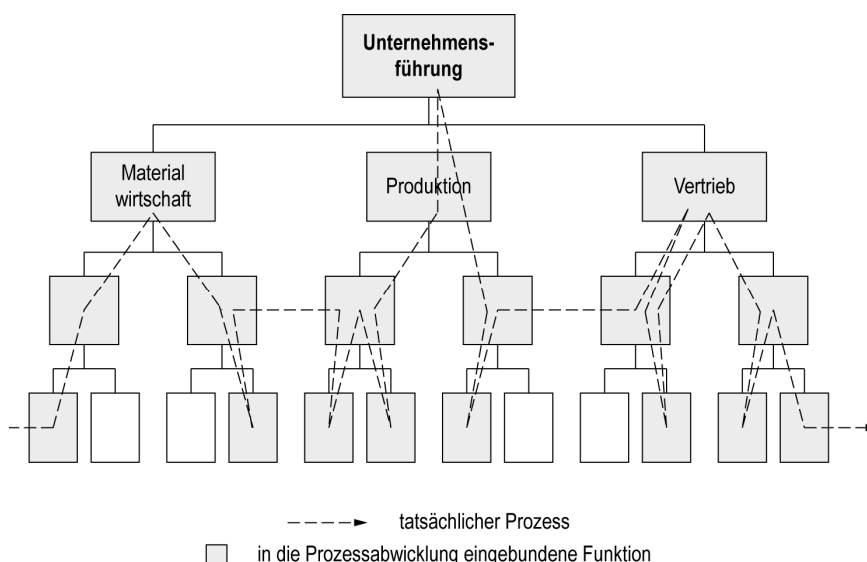 Unternehmens-
führung
Material
wirtschaft
Produktion
Vertrieb
tatsächlicher Prozess
in die Prozessabwicklung eingebundene Funktion